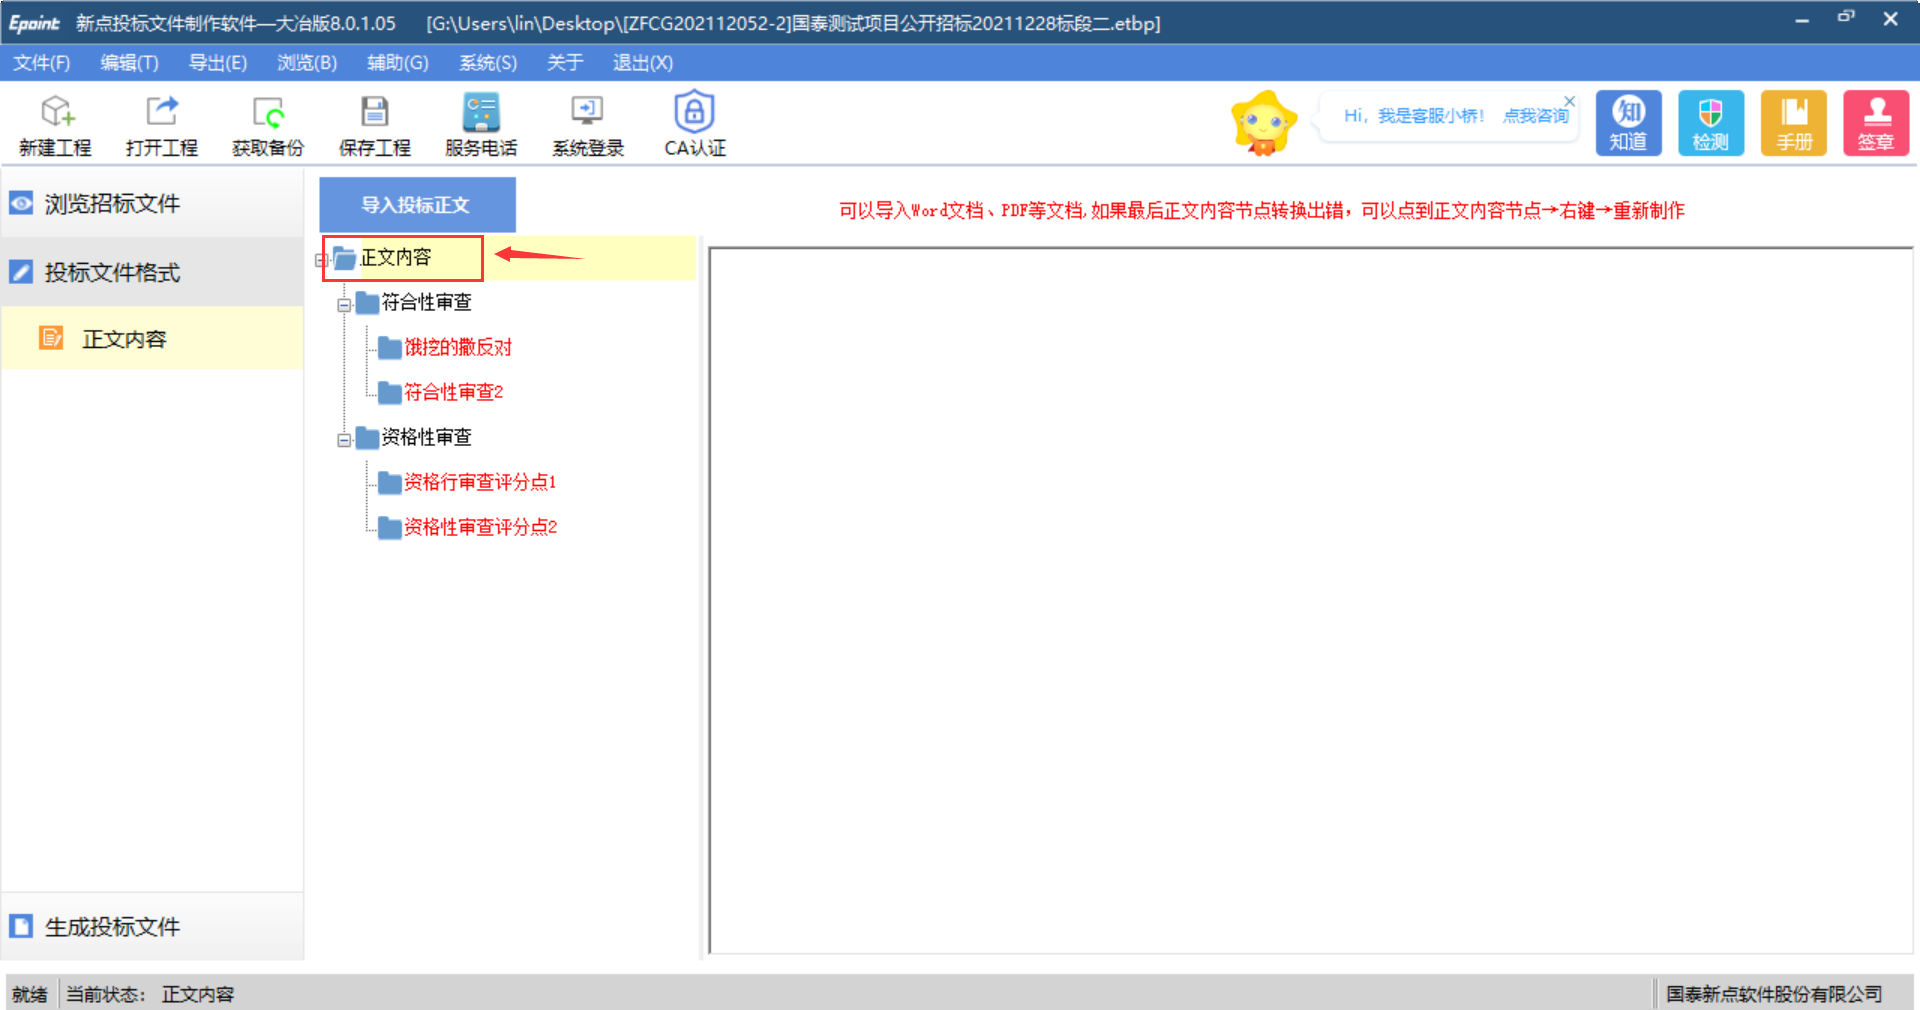 Epoint 新点投标文件制作软件—大冶版8.0.1.05 [G:\Users\lin\Desktop\[ZFCG202112052-2]国泰测试项目公开招标20211228标段二.etbp]
文件(F) 编辑(T) 导出(E) 浏览(B) 辅助(G) 系统(S) 关于 退出(X)
新建工程 打开工程 获取备份 保存工程 服务电话 系统登录 CA认证
Hi，我是客服小桥！ 点我咨询
知
知道 检测 手册 签章
浏览招标文件
投标文件格式
正文内容
生成投标文件
导入投标正文
可以导入Word文档、PDF等文档,如果最后正文内容节点转换出错，可以点到正文内容节点→右键→重新制作
正文内容
符合性审查
饿挖的撒反对
符合性审查2
资格性审查
资格行审查评分点1
资格性审查评分点2
就绪 当前状态： 正文内容
国泰新点软件股份有限公司